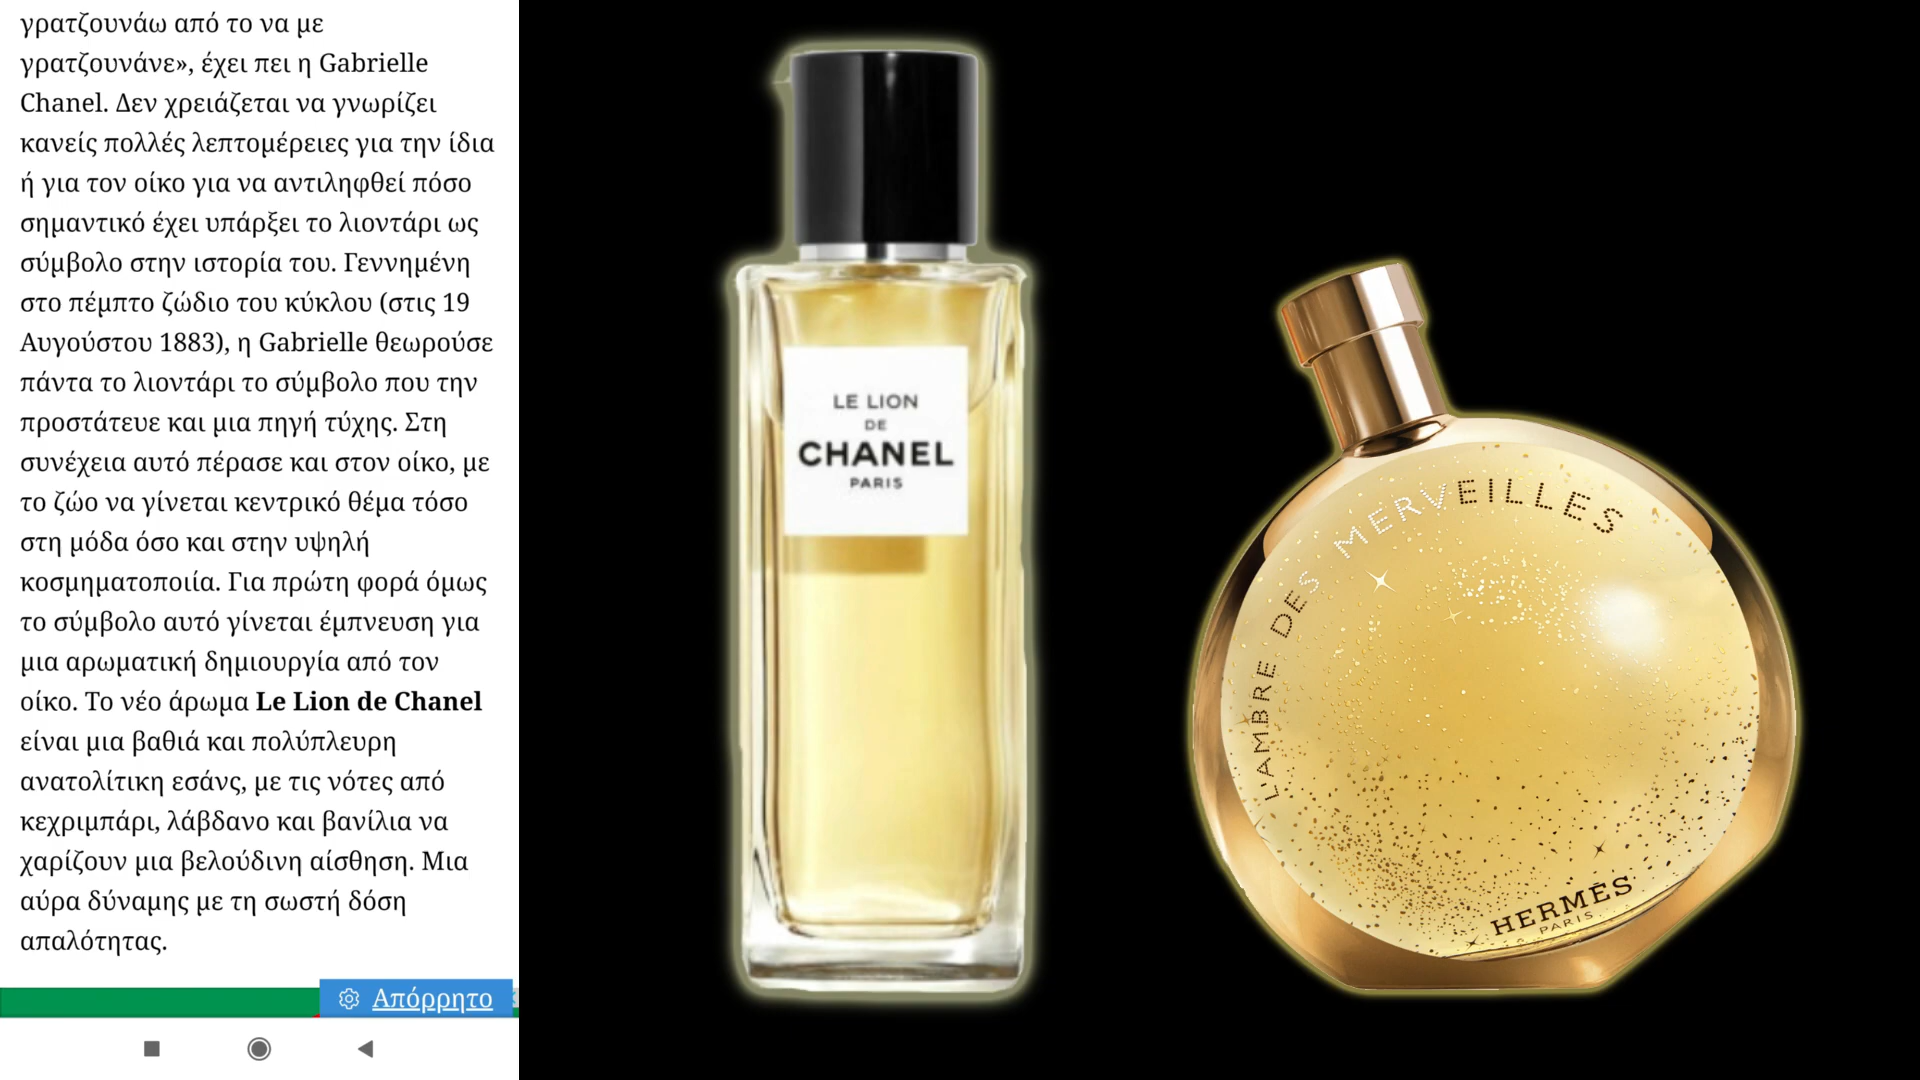 γρατζουνάω από το να με
γρατζουνάνε», έχει πει η Gabrielle
Chanel. Δεν χρειάζεται να γνωρίζει
κανείς πολλές λεπτομέρειες για την ίδια
ή για τον οίκο για να αντιληφθεί πόσο
σημαντικό έχει υπάρξει το λιοντάρι ως
σύμβολο στην ιστορία του. Γεννημένη
στο πέμπτο ζώδιο του κύκλου (στις 19
Αυγούστου 1883), η Gabrielle θεωρούσε
πάντα το λιοντάρι το σύμβολο που την
προστάτευε και μια πηγή τύχης. Στη
συνέχεια αυτό πέρασε και στον οίκο, με
το ζώο να γίνεται κεντρικό θέμα τόσο
στη μόδα όσο και στην υψηλή
κοσμηματοποιία. Για πρώτη φορά όμως
το σύμβολο αυτό γίνεται έμπνευση για
μια αρωματική δημιουργία από τον
οίκο. Το νέο άρωμα Le Lion de Chanel
είναι μια βαθιά και πολύπλευρη
ανατολίτικη εσάνς, με τις νότες από
κεχριμπάρι, λάβδανο και βανίλια να
χαρίζουν μια βελούδινη αίσθηση. Μια
αύρα δύναμης με τη σωστή δόση
απαλότητας.
Απόρρητο
LE LION
DE
CHANEL
PARIS
L'AMBRE DES MERVEILLES
HERMÈS
PARIS